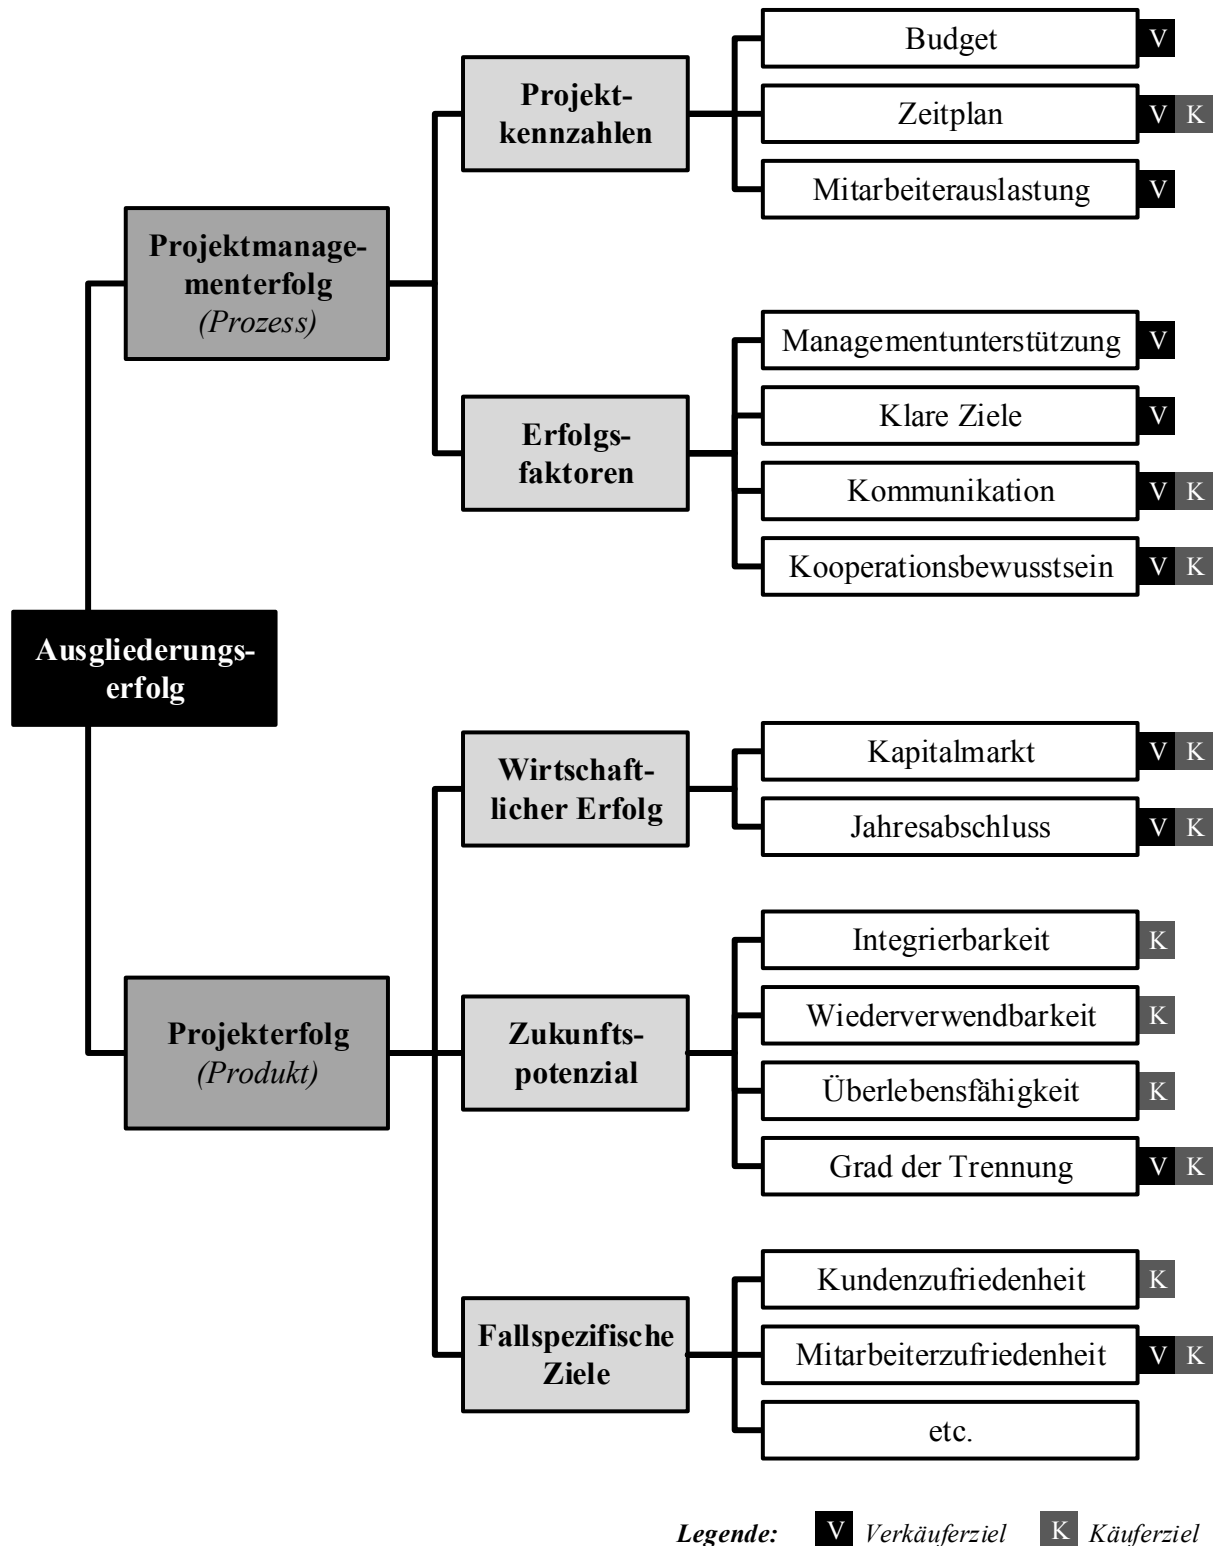 Budget V
Projekt-
kennzahlen
Zeitplan V K
Mitarbeiterauslastung V
Projektmanage-
menterfolg
(Prozess)
Managementunterstützung V
Klare Ziele V
Erfolgs-
faktoren
Kommunikation V K
Kooperationsbewusstsein V K
Ausgliederungs-
erfolg
Wirtschaft-
licher Erfolg
Kapitalmarkt V K
Jahresabschluss V K
Integrierbarkeit K
Wiederverwendbarkeit K
Projekterfolg
(Produkt)
Zukunfts-
potenzial
Überlebensfähigkeit K
Grad der Trennung V K
Kundenzufriedenheit K
Fallspezifische
Ziele
Mitarbeiterzufriedenheit V K
etc.
Legende: V Verkäuferziel K Käuferziel